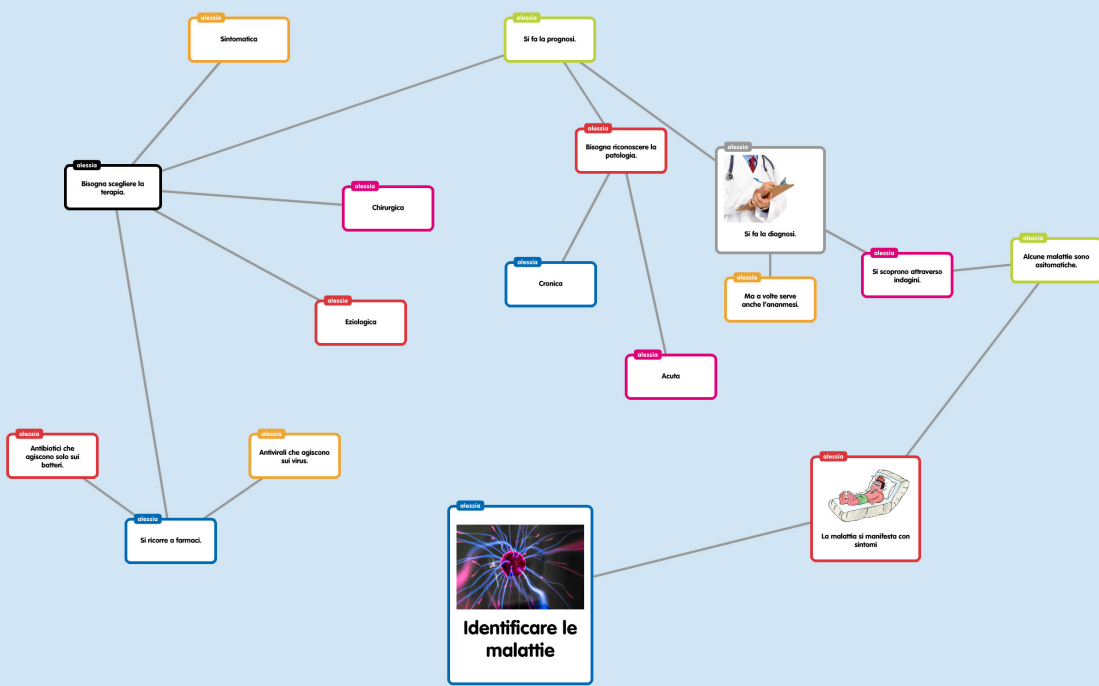 alessia
Sintomatica
alessia
Si fa la prognosi.
alessia
Bisogna riconoscere la
patologia.
alessia
Si fa la diagnosi.
alessia
Bisogna scegliere la
terapia.
alessia
Chirurgica
alessia
Alcune malattie sono
asitomatiche.
alessia
Si scoprono attraverso
indagini.
alessia
Cronica
alessia
Ma a volte serve
anche l'ananmesi.
alessia
Eziologica
alessia
Acuta
alessia
Antibiotici che
agiscono solo sui
batteri.
alessia
Antivirali che agiscono
sui virus.
alessia
La malattia si manifesta con
sintomi
alessia
Si ricorre a farmaci.
alessia
Identificare le
malattie